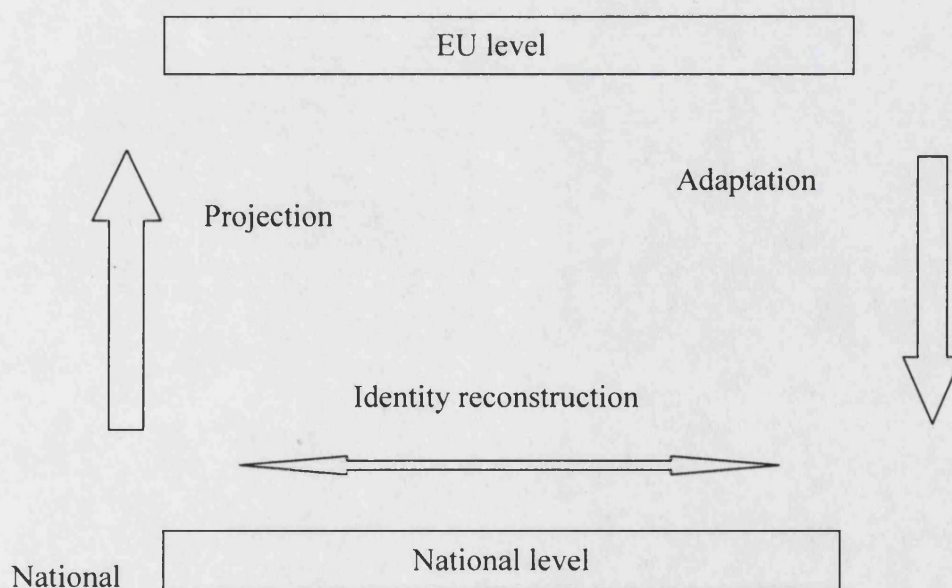 EU level
Adaptation
Projection
Identity reconstruction
National level
National